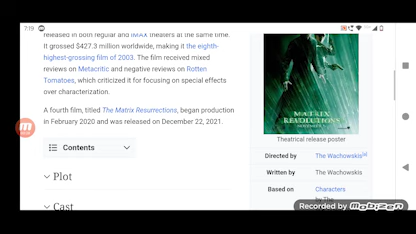 7:19
released in both regular and IMAX theaters at the same time.
It grossed $427.3 million worldwide, making it the eighth-
highest-grossing film of 2003. The film received mixed
reviews on Metacritic and negative reviews on Rotten
Tomatoes, which criticized it for focusing on special effects
over characterization.
A fourth film, titled The Matrix Resurrections, began production
in February 2020 and was released on December 22, 2021.
Contents
Plot
Cast
MATRIX
REVOLUTIONS
Theatrical release poster
Directed by The Wachowskis[a]
Written by The Wachowskis
Based on Characters
by The
Recorded by mobizen